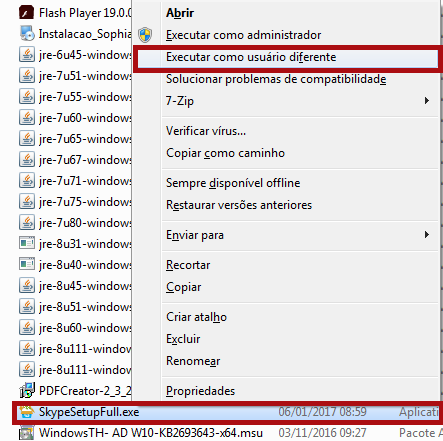 Flash Player 19.0.0
Instalacao_Sophia
jre-6u45-windows
jre-7u51-windows
jre-7u55-windows
jre-7u60-windows
jre-7u65-windows
jre-7u67-windows
jre-7u71-windows
jre-7u75-windows
jre-7u80-windows
jre-8u31-windows
jre-8u40-windows
jre-8u45-windows
jre-8u51-windows
jre-8u60-windows
jre-8u111-window
jre-8u111-window
PDFCreator-2_3_2
SkypeSetupFull.exe 06/01/2017 08:59 Aplicati
WindowsTH- AD W10-KB2693643-x64.msu 03/11/2016 09:27 Pacote A
Abrir
Executar como administrador
Executar como usuário diferente
Solucionar problemas de compatibilidade
7-Zip
Verificar vírus...
Copiar como caminho
Sempre disponível offline
Restaurar versões anteriores
Enviar para
Recortar
Copiar
Criar atalho
Excluir
Renomear
Propriedades